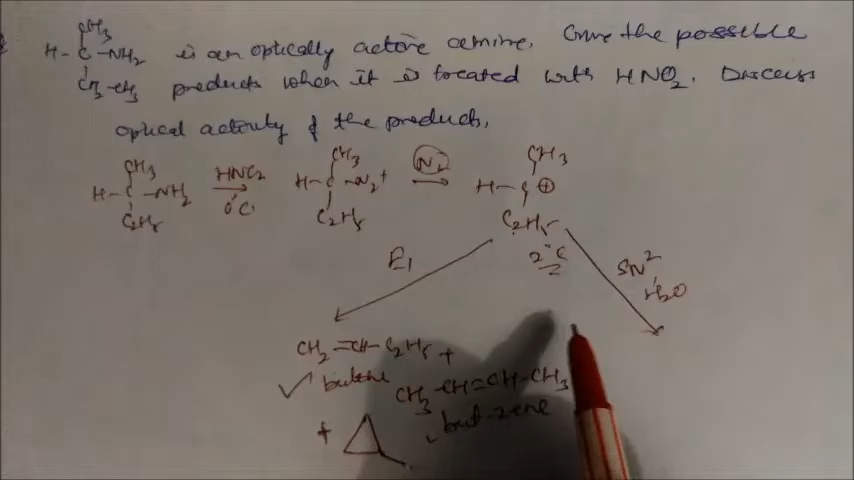 CH3
H-C-NH2 is an optically active amine. Give the possible
CH2-CH3 products when it is treated with HNO2. Discuss
optical activity of the products.
CH3 CH3 CH3
H-C-NH2 HNO2 H-C-N2+ N2 H-C ⊕
0°C
C2H5 C2H5 C2H5
2° C
E1 SN2
H2O
CH2=CH-C2H5 +
butene CH3-CH=CH-CH3
+ but-2-ene